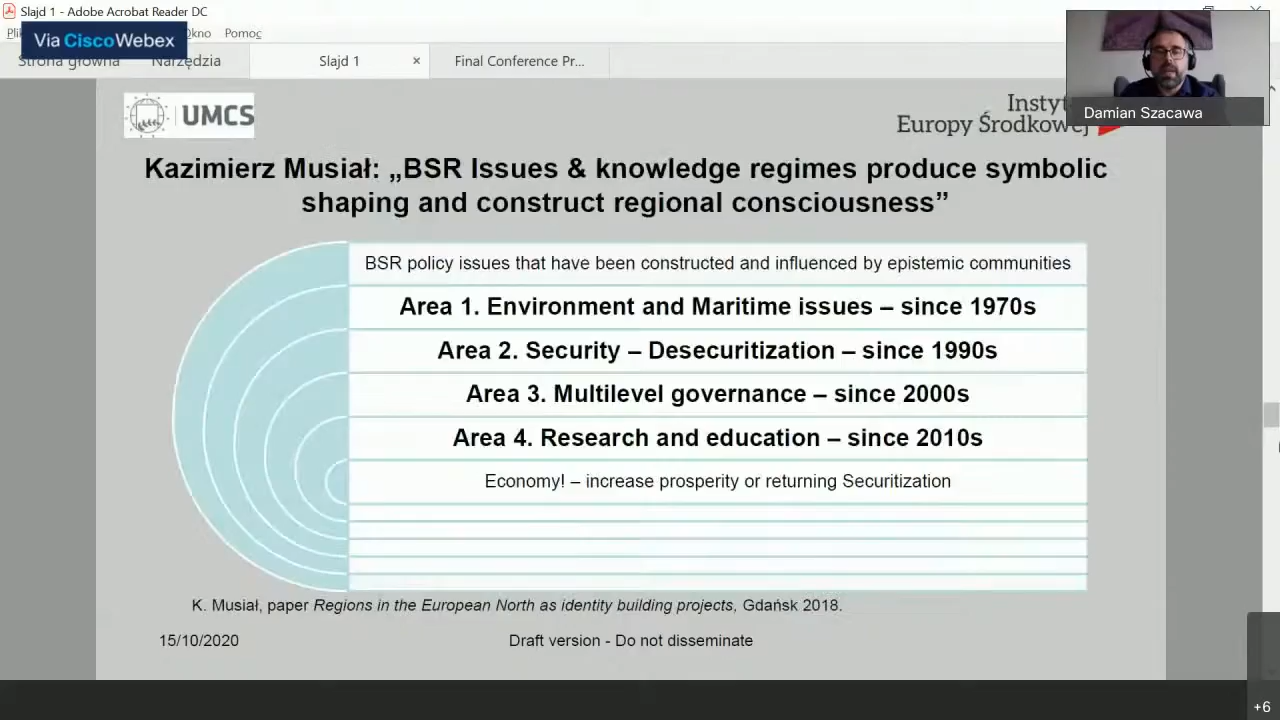 Slajd 1 - Adobe Acrobat Reader DC
Via Cisco Webex
Okno Pomoc
Strona główna Narzędzia Slajd 1 × Final Conference Pr...
Damian Szacawa
UMCS
Europy Środkowej
Kazimierz Musiał: „BSR Issues & knowledge regimes produce symbolic
shaping and construct regional consciousness”
BSR policy issues that have been constructed and influenced by epistemic communities
Area 1. Environment and Maritime issues – since 1970s
Area 2. Security – Desecuritization – since 1990s
Area 3. Multilevel governance – since 2000s
Area 4. Research and education – since 2010s
Economy! – increase prosperity or returning Securitization
K. Musiał, paper Regions in the European North as identity building projects, Gdańsk 2018.
15/10/2020 Draft version - Do not disseminate
+6